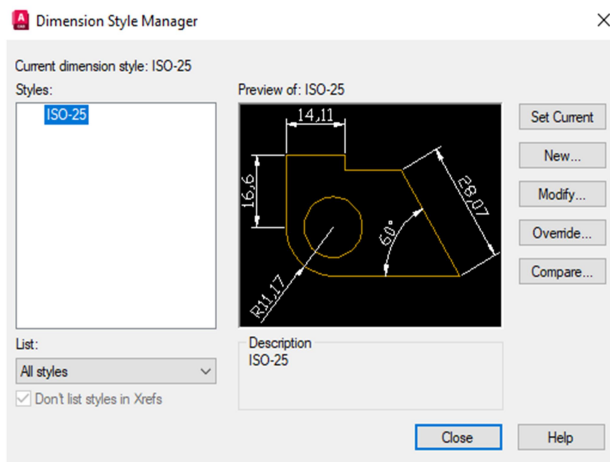 Dimension Style Manager
Current dimension style: ISO-25
Styles:
ISO-25
Preview of: ISO-25
14,11
16,6
28,07
60°
R11,17
Set Current
New...
Modify...
Override...
Compare...
List:
All styles
Don't list styles in Xrefs
Description
ISO-25
Close
Help